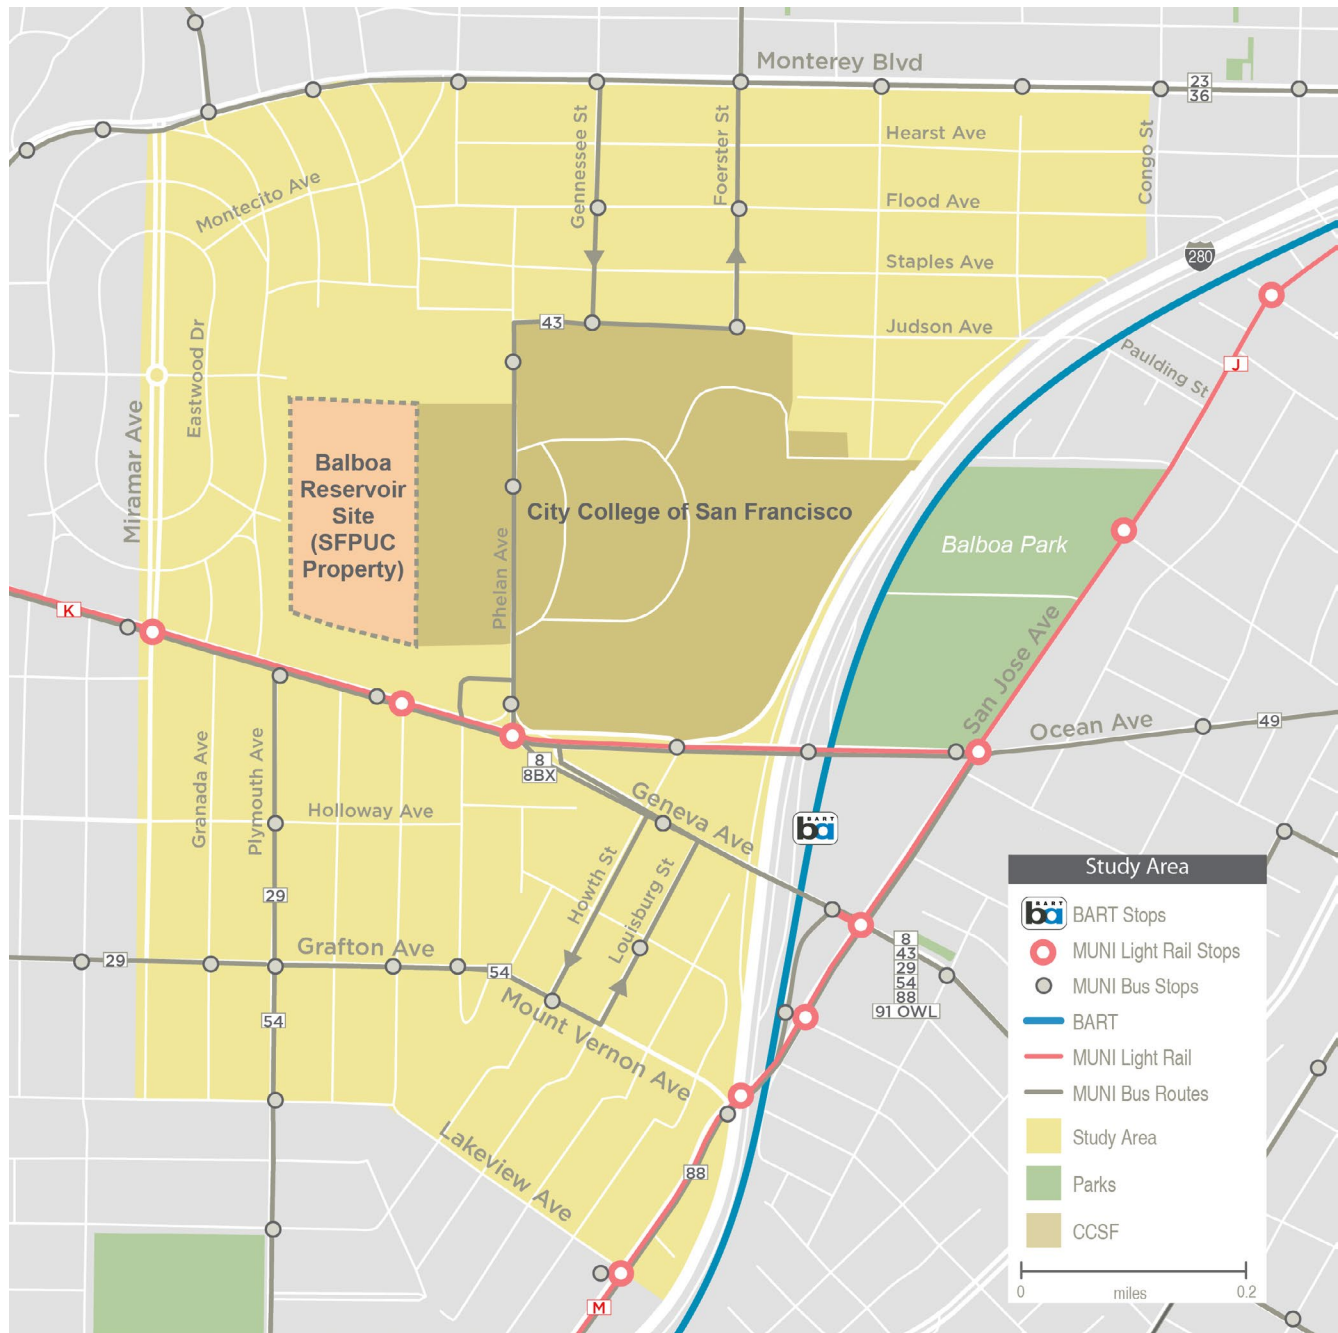 Monterey Blvd
23
36
Gennessee St
Foerster St
Hearst Ave
Congo St
Montecito Ave
Flood Ave
Staples Ave
280
43
Judson Ave
Eastwood Dr
Paulding St
J
Miramar Ave
Balboa
Reservoir
Site
(SFPUC
Property)
City College of San Francisco
Balboa Park
Phelan Ave
K
San Jose Ave
Ocean Ave
49
Granada Ave
Plymouth Ave
8
8BX
Geneva Ave
Holloway Ave
BART
ba
Howth St
Louisburg St
29
Grafton Ave
29
54
54
Mount Vernon Ave
8
43
29
54
88
91 OWL
Lakeview Ave
88
M
Study Area
BART
ba
BART Stops
MUNI Light Rail Stops
MUNI Bus Stops
BART
MUNI Light Rail
MUNI Bus Routes
Study Area
Parks
CCSF
0
miles
0.2